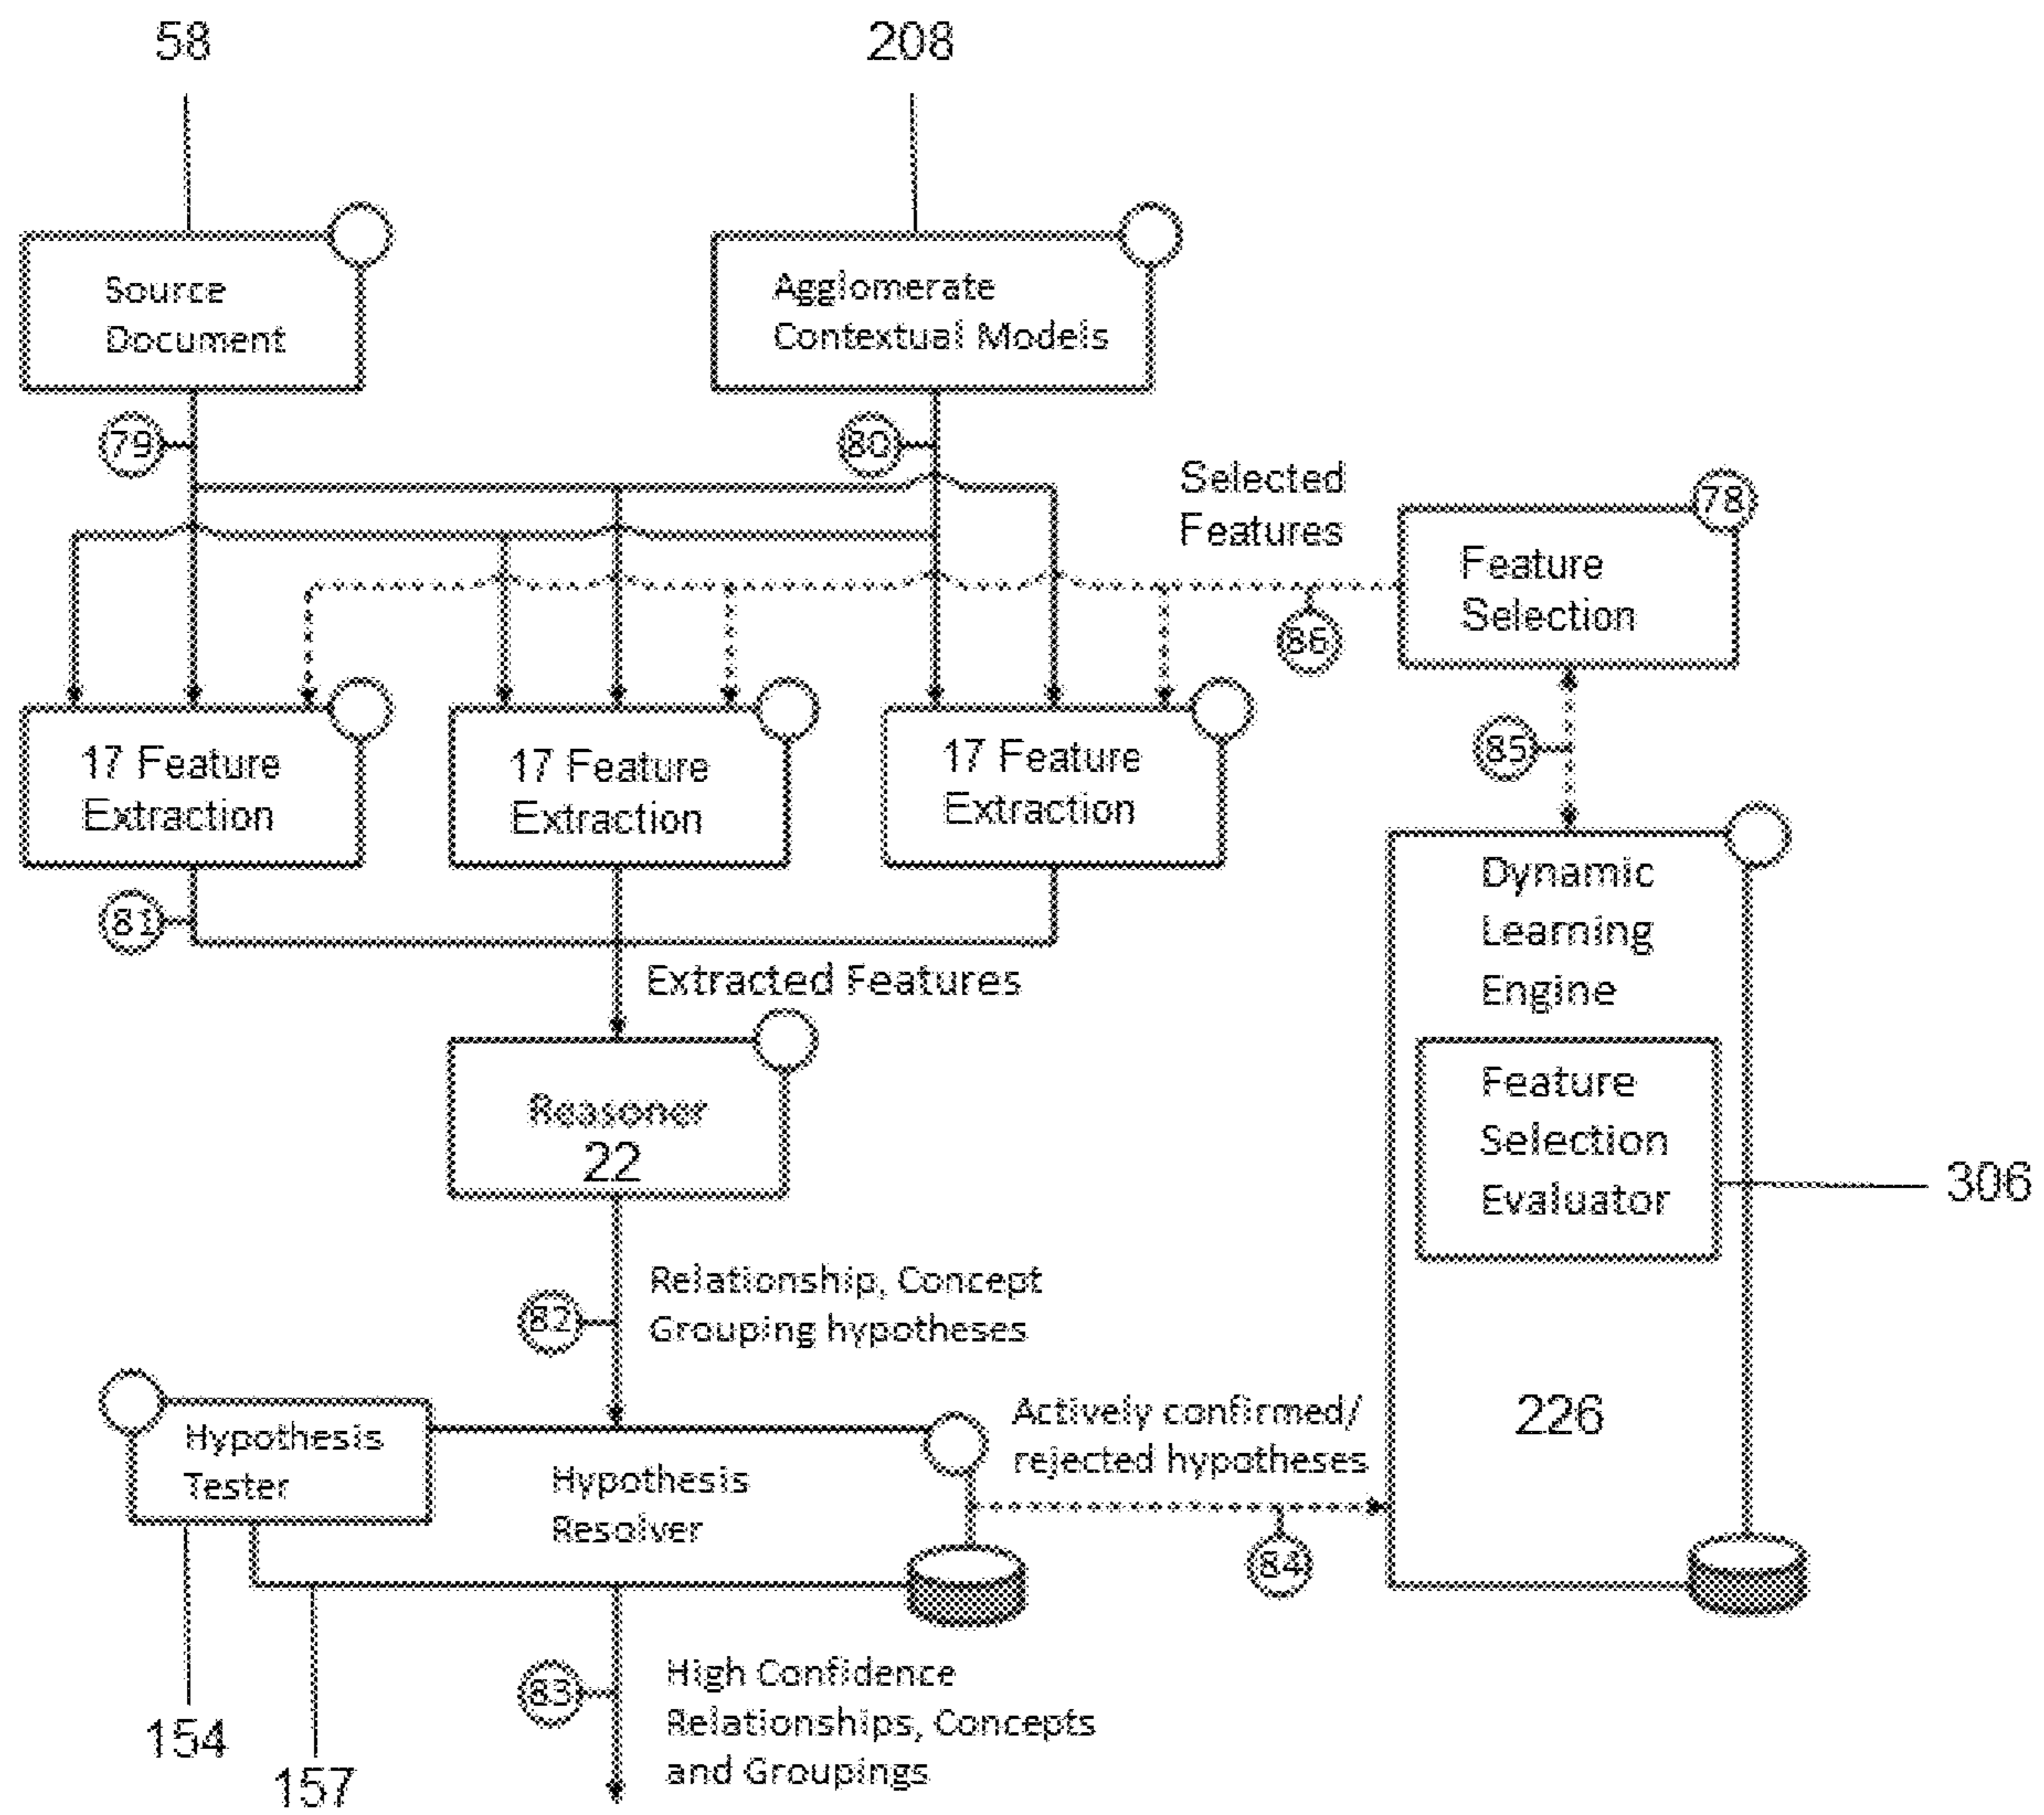 58
208
Source
Document
Agglomerate
Contextual Models
79
80
Selected
Features
78
Feature
Selection
86
85
17 Feature
Extraction
17 Feature
Extraction
17 Feature
Extraction
81
Extracted Features
Dynamic
Learning
Engine
Reasoner
22
Feature
Selection
Evaluator
306
82
Relationship, Concept
Grouping hypotheses
Hypothesis
Tester
Hypothesis
Resolver
Actively confirmed/
rejected hypotheses
226
84
83
High Confidence
Relationships, Concepts
and Groupings
154
157